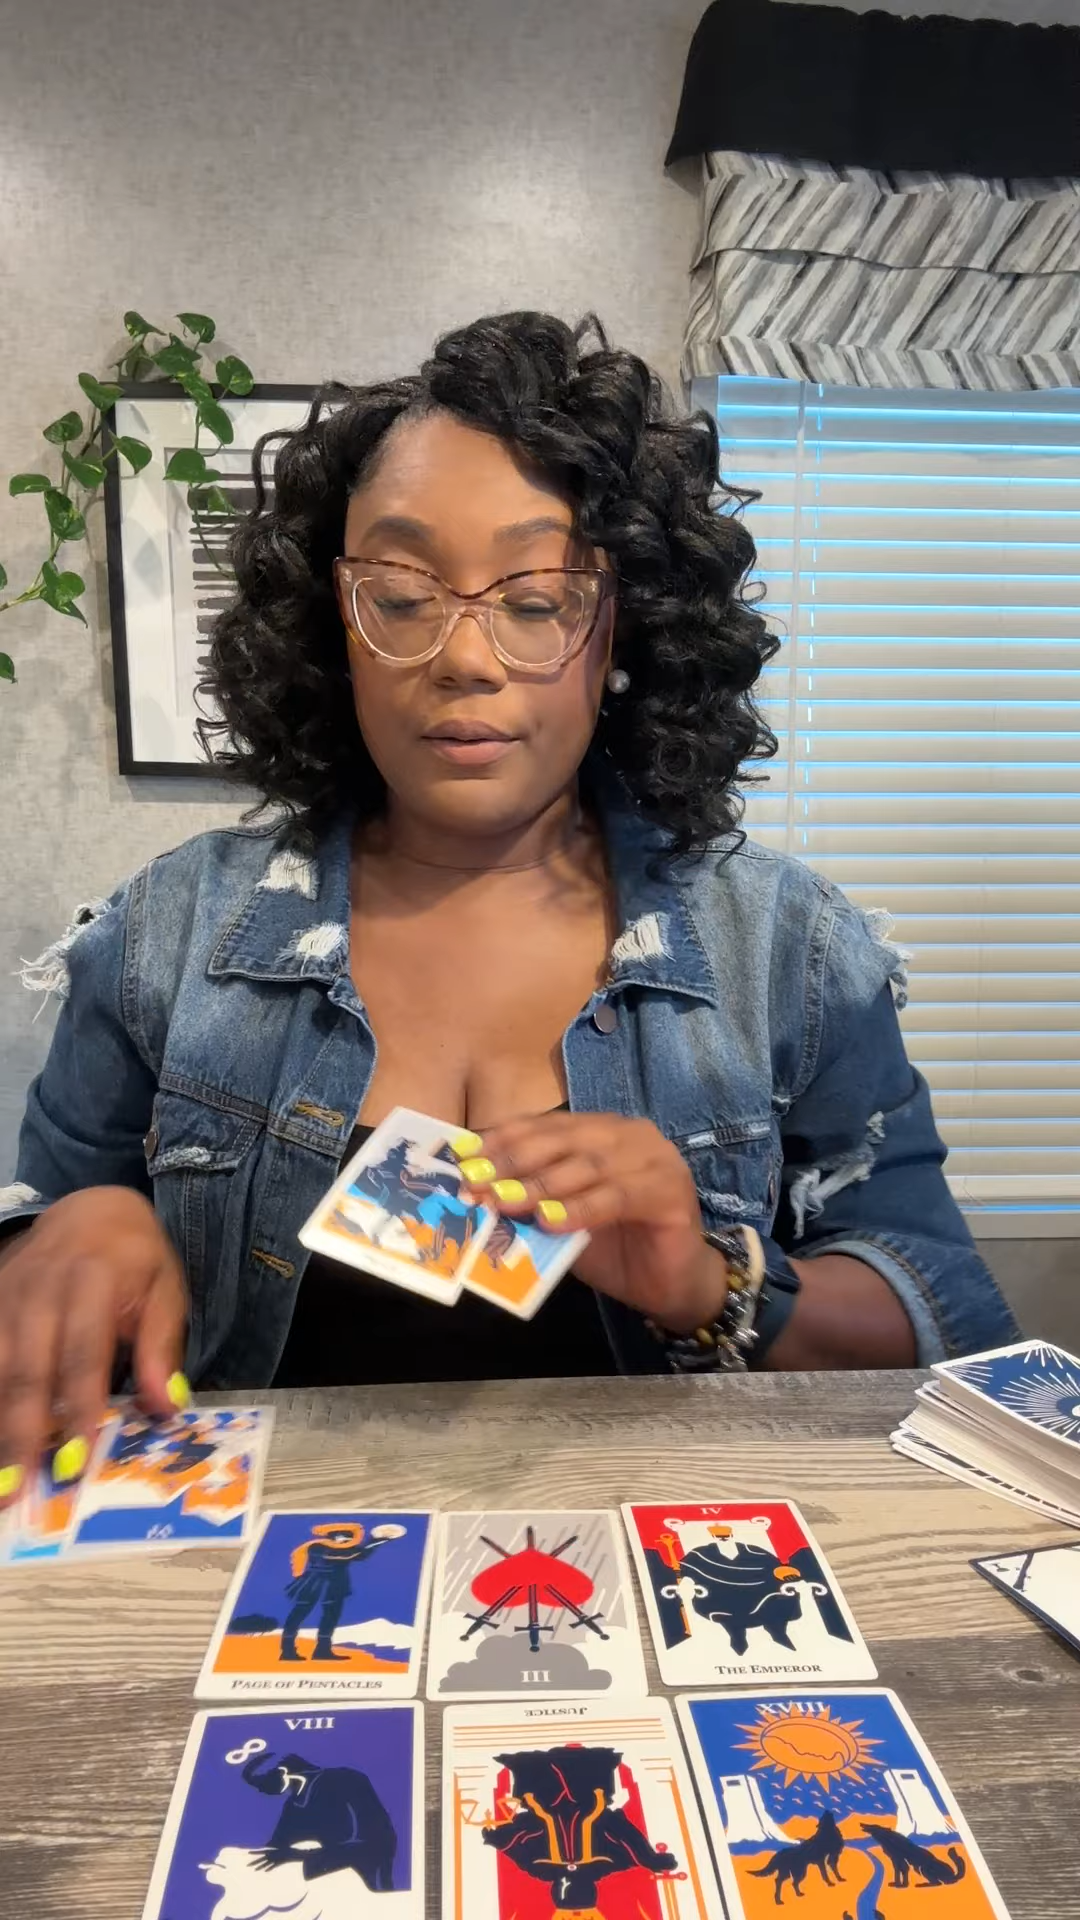 IV
PAGE OF PENTACLES
III
THE EMPEROR
VIII
JUSTICE
XVIII